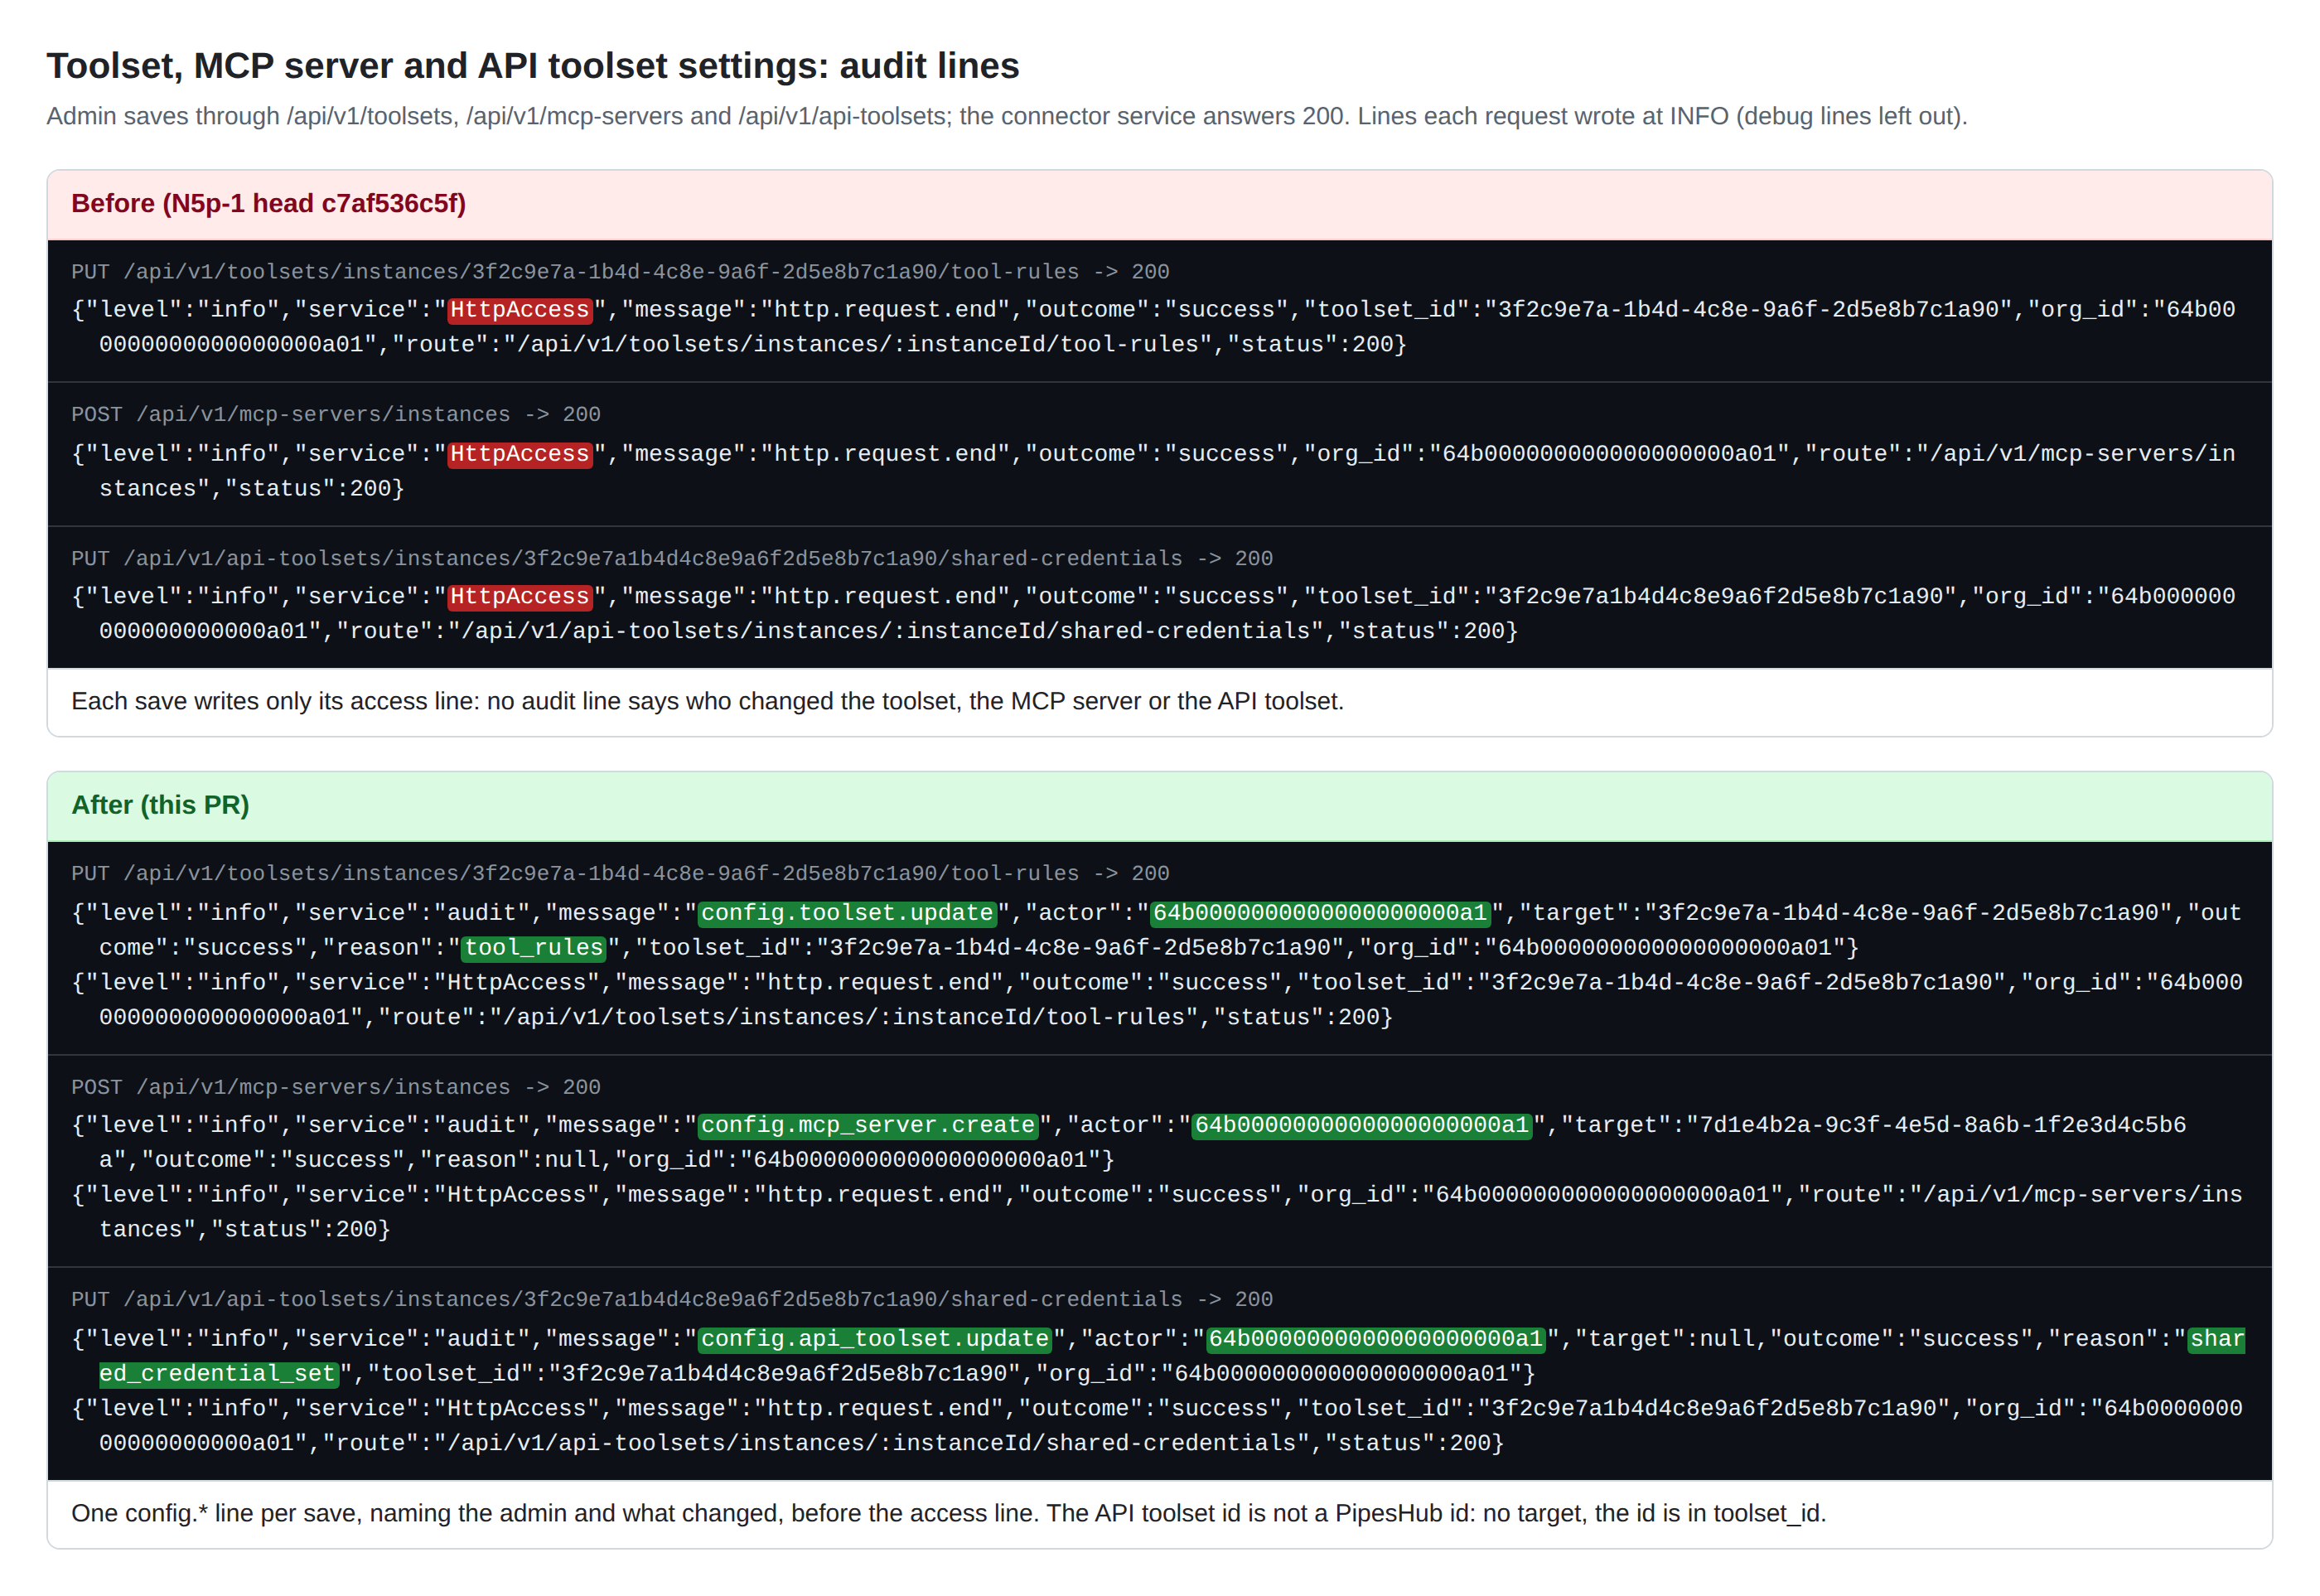 Toolset, MCP server and API toolset settings: audit lines
Admin saves through /api/v1/toolsets, /api/v1/mcp-servers and /api/v1/api-toolsets; the connector service answers 200. Lines each request wrote at INFO (debug lines left out).
Before (N5p-1 head c7af536c5f)
PUT /api/v1/toolsets/instances/3f2c9e7a-1b4d-4c8e-9a6f-2d5e8b7c1a90/tool-rules -> 200
{"level":"info","service":"HttpAccess","message":"http.request.end","outcome":"success","toolset_id":"3f2c9e7a-1b4d-4c8e-9a6f-2d5e8b7c1a90","org_id":"64b00
0000000000000000a01","route":"/api/v1/toolsets/instances/:instanceId/tool-rules","status":200}
POST /api/v1/mcp-servers/instances -> 200
{"level":"info","service":"HttpAccess","message":"http.request.end","outcome":"success","org_id":"64b000000000000000000a01","route":"/api/v1/mcp-servers/in
stances","status":200}
PUT /api/v1/api-toolsets/instances/3f2c9e7a1b4d4c8e9a6f2d5e8b7c1a90/shared-credentials -> 200
{"level":"info","service":"HttpAccess","message":"http.request.end","outcome":"success","toolset_id":"3f2c9e7a1b4d4c8e9a6f2d5e8b7c1a90","org_id":"64b000000
000000000000a01","route":"/api/v1/api-toolsets/instances/:instanceId/shared-credentials","status":200}
Each save writes only its access line: no audit line says who changed the toolset, the MCP server or the API toolset.
After (this PR)
PUT /api/v1/toolsets/instances/3f2c9e7a-1b4d-4c8e-9a6f-2d5e8b7c1a90/tool-rules -> 200
{"level":"info","service":"audit","message":"config.toolset.update","actor":"64b0000000000000000000a1","target":"3f2c9e7a-1b4d-4c8e-9a6f-2d5e8b7c1a90","out
come":"success","reason":"tool_rules","toolset_id":"3f2c9e7a-1b4d-4c8e-9a6f-2d5e8b7c1a90","org_id":"64b000000000000000000a01"}
{"level":"info","service":"HttpAccess","message":"http.request.end","outcome":"success","toolset_id":"3f2c9e7a-1b4d-4c8e-9a6f-2d5e8b7c1a90","org_id":"64b000
000000000000000a01","route":"/api/v1/toolsets/instances/:instanceId/tool-rules","status":200}
POST /api/v1/mcp-servers/instances -> 200
{"level":"info","service":"audit","message":"config.mcp_server.create","actor":"64b0000000000000000000a1","target":"7d1e4b2a-9c3f-4e5d-8a6b-1f2e3d4c5b6
a","outcome":"success","reason":null,"org_id":"64b000000000000000000a01"}
{"level":"info","service":"HttpAccess","message":"http.request.end","outcome":"success","org_id":"64b000000000000000000a01","route":"/api/v1/mcp-servers/ins
tances","status":200}
PUT /api/v1/api-toolsets/instances/3f2c9e7a1b4d4c8e9a6f2d5e8b7c1a90/shared-credentials -> 200
{"level":"info","service":"audit","message":"config.api_toolset.update","actor":"64b0000000000000000000a1","target":null,"outcome":"success","reason":"shar
ed_credential_set","toolset_id":"3f2c9e7a1b4d4c8e9a6f2d5e8b7c1a90","org_id":"64b000000000000000000a01"}
{"level":"info","service":"HttpAccess","message":"http.request.end","outcome":"success","toolset_id":"3f2c9e7a1b4d4c8e9a6f2d5e8b7c1a90","org_id":"64b0000000
00000000000a01","route":"/api/v1/api-toolsets/instances/:instanceId/shared-credentials","status":200}
One config.* line per save, naming the admin and what changed, before the access line. The API toolset id is not a PipesHub id: no target, the id is in toolset_id.